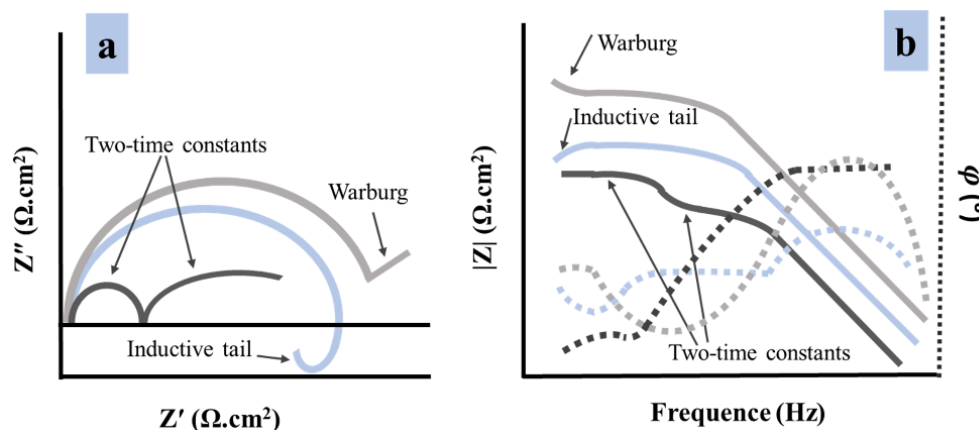 a
Two-time constants
Warburg
Inductive tail
Z″ (Ω.cm²)
Z′ (Ω.cm²)
b
Warburg
Inductive tail
Two-time constants
|Z| (Ω.cm²)
φ (°
Frequence (Hz)